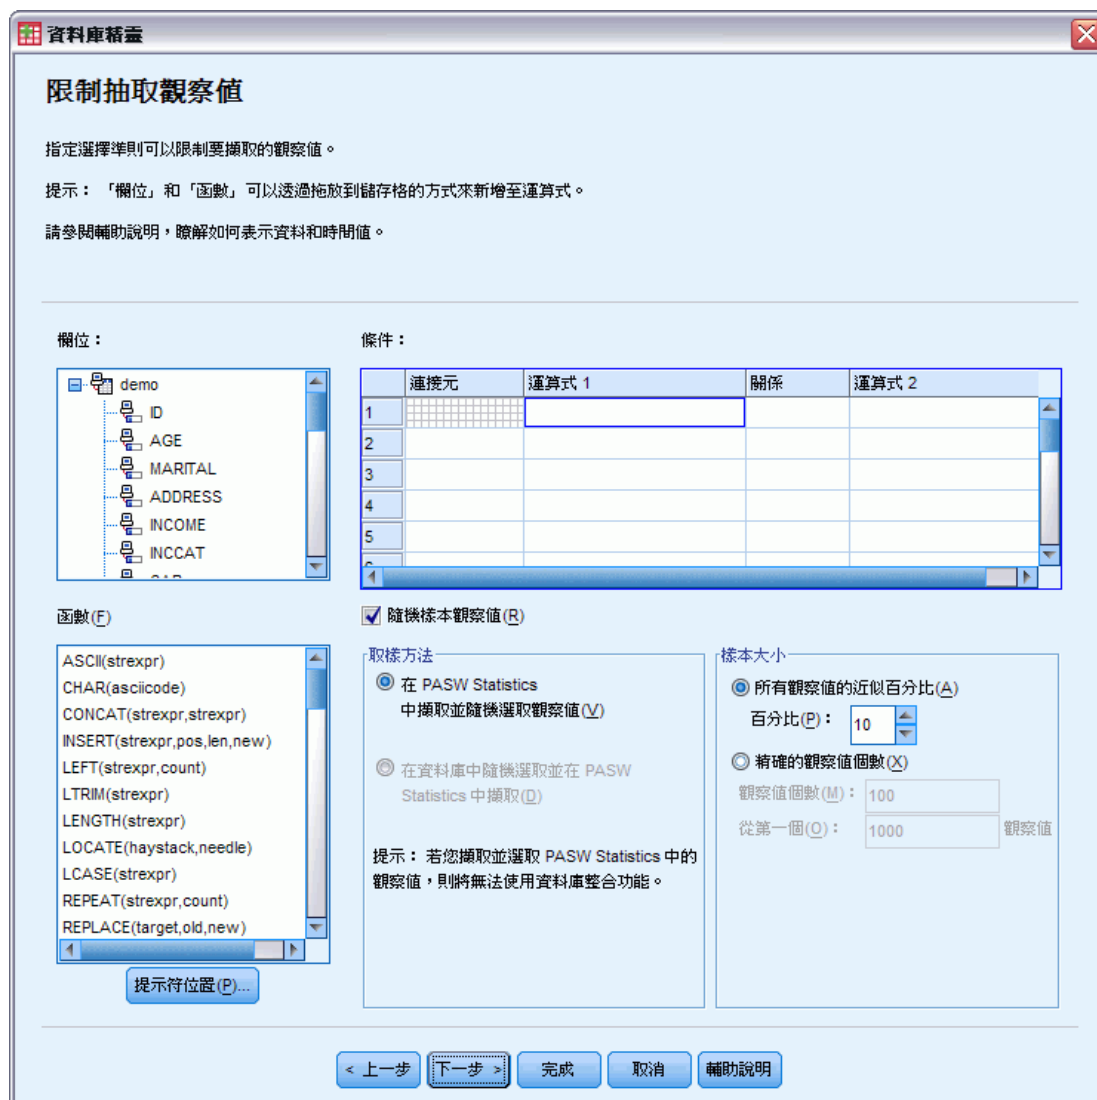 資料庫精靈
限制抽取觀察值
指定選擇準則可以限制要擷取的觀察值。
提示：「欄位」和「函數」可以透過拖放到儲存格的方式來新增至運算式。
請參閱輔助說明，瞭解如何表示資料和時間值。
欄位：
demo
ID
AGE
MARITAL
ADDRESS
INCOME
INCCAT
條件：
連接元 運算式 1 關係 運算式 2
1
2
3
4
5
函數(F)
ASCII(strexpr)
CHAR(asciicode)
CONCAT(strexpr,strexpr)
INSERT(strexpr,pos,len,new)
LEFT(strexpr,count)
LTRIM(strexpr)
LENGTH(strexpr)
LOCATE(haystack,needle)
LCASE(strexpr)
REPEAT(strexpr,count)
REPLACE(target,old,new)
提示符位置(P)...
隨機樣本觀察值(R)
取樣方法
在 PASW Statistics
中擷取並隨機選取觀察值(V)
在資料庫中隨機選取並在 PASW
Statistics 中擷取(D)
提示： 若您擷取並選取 PASW Statistics 中的
觀察值，則將無法使用資料庫整合功能。
樣本大小
所有觀察值的近似百分比(A)
百分比(P)： 10
精確的觀察值個數(X)
觀察值個數(M)： 100
從第一個(O)： 1000 觀察值
< 上一步 下一步 > 完成 取消 輔助說明